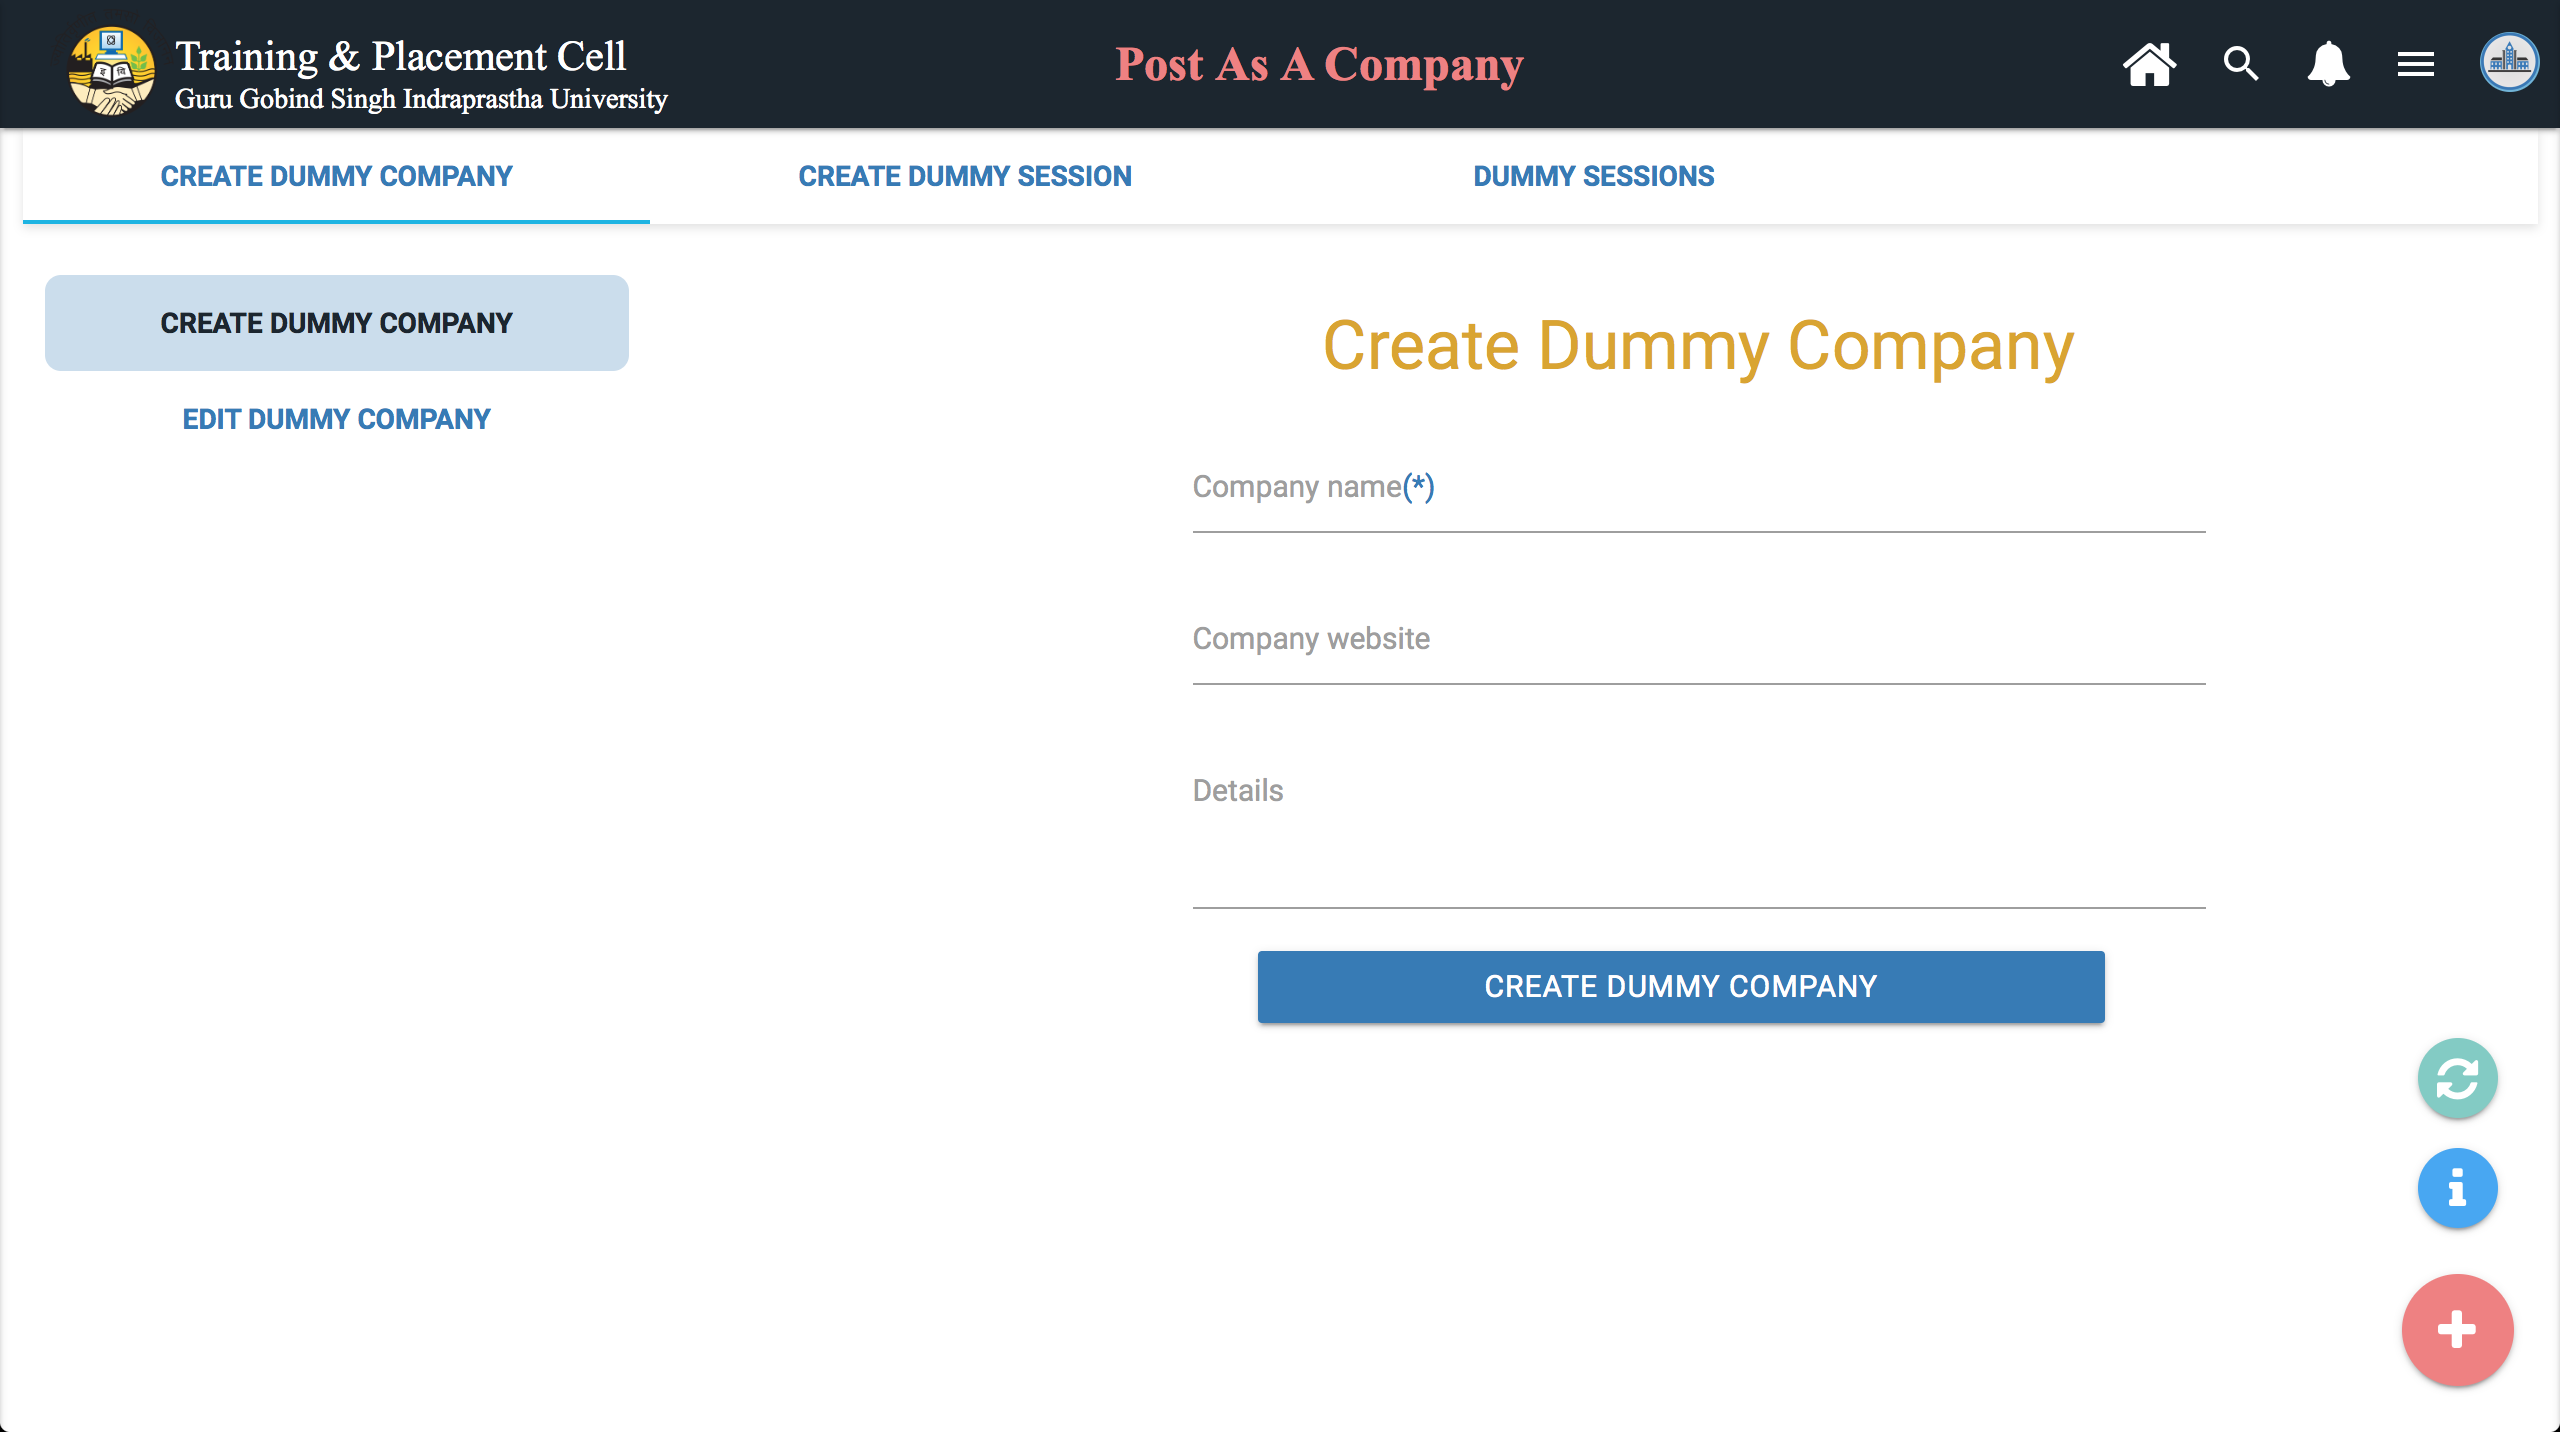 Training & Placement Cell
Guru Gobind Singh Indraprastha University
Post As A Company
CREATE DUMMY COMPANY
CREATE DUMMY SESSION
DUMMY SESSIONS
CREATE DUMMY COMPANY
EDIT DUMMY COMPANY
Create Dummy Company
Company name(*)
Company website
Details
CREATE DUMMY COMPANY